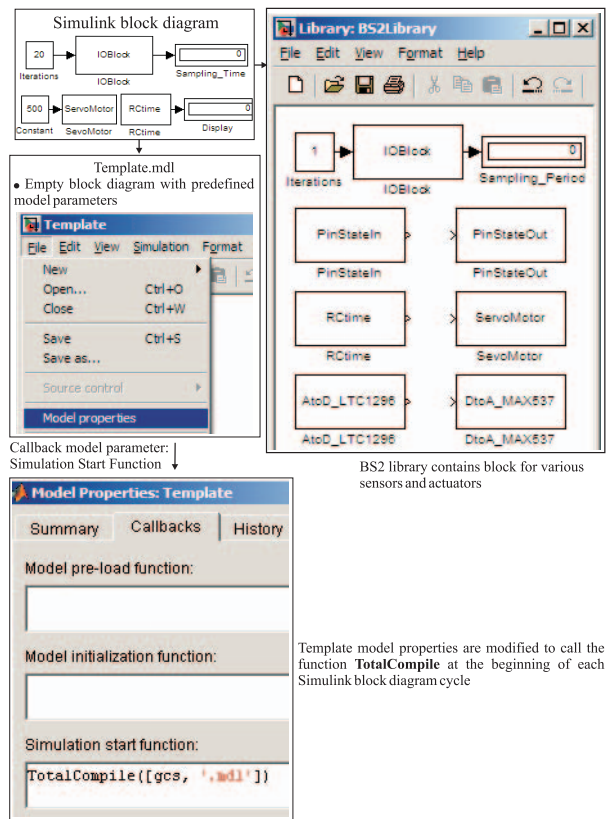 Simulink block diagram
20
IOBlock
0
Iterations
IOBlock
Sampling_Time
500
ServoMotor
RCtime
0
Constant
SevoMotor
RCtime
Display
Template.mdl
• Empty block diagram with predefined
model parameters
Template
File Edit View Simulation Format
New
Open... Ctrl+O
Close Ctrl+W
Save Ctrl+S
Save as...
Source control
Model properties
Callback model parameter:
Simulation Start Function
Model Properties: Template
Summary Callbacks History
Model pre-load function:
Model initialization function:
Simulation start function:
TotalCompile([gcs, '.mdl'])
Library: BS2Library
File Edit View Format Help
1
IOBlock
0
Iterations
IOBlock
Sampling_Period
PinStateIn
PinStateOut
PinStateIn
PinStateOut
RCtime
ServoMotor
RCtime
SevoMotor
AtoD_LTC1296
DtoA_MAX537
AtoD_LTC1296
DtoA_MAX537
BS2 library contains block for various
sensors and actuators
Template model properties are modified to call the
function TotalCompile at the beginning of each
Simulink block diagram cycle